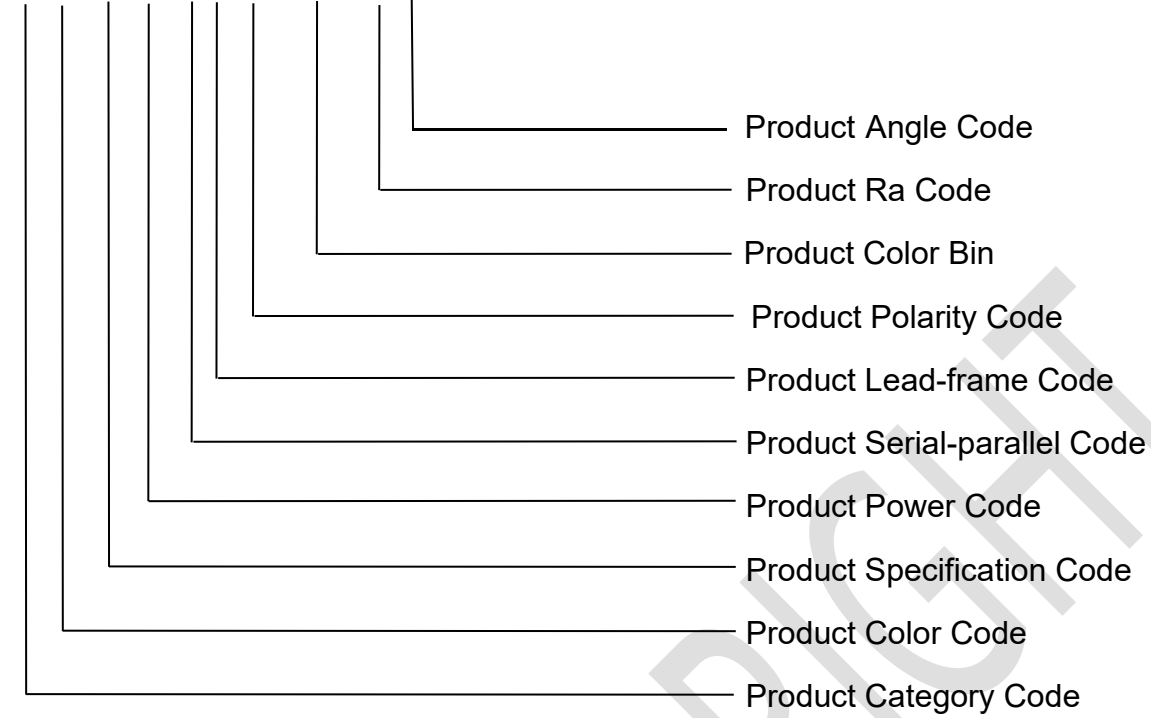 Product Angle Code
Product Ra Code
Product Color Bin
Product Polarity Code
Product Lead-frame Code
Product Serial-parallel Code
Product Power Code
Product Specification Code
Product Color Code
Product Category Code